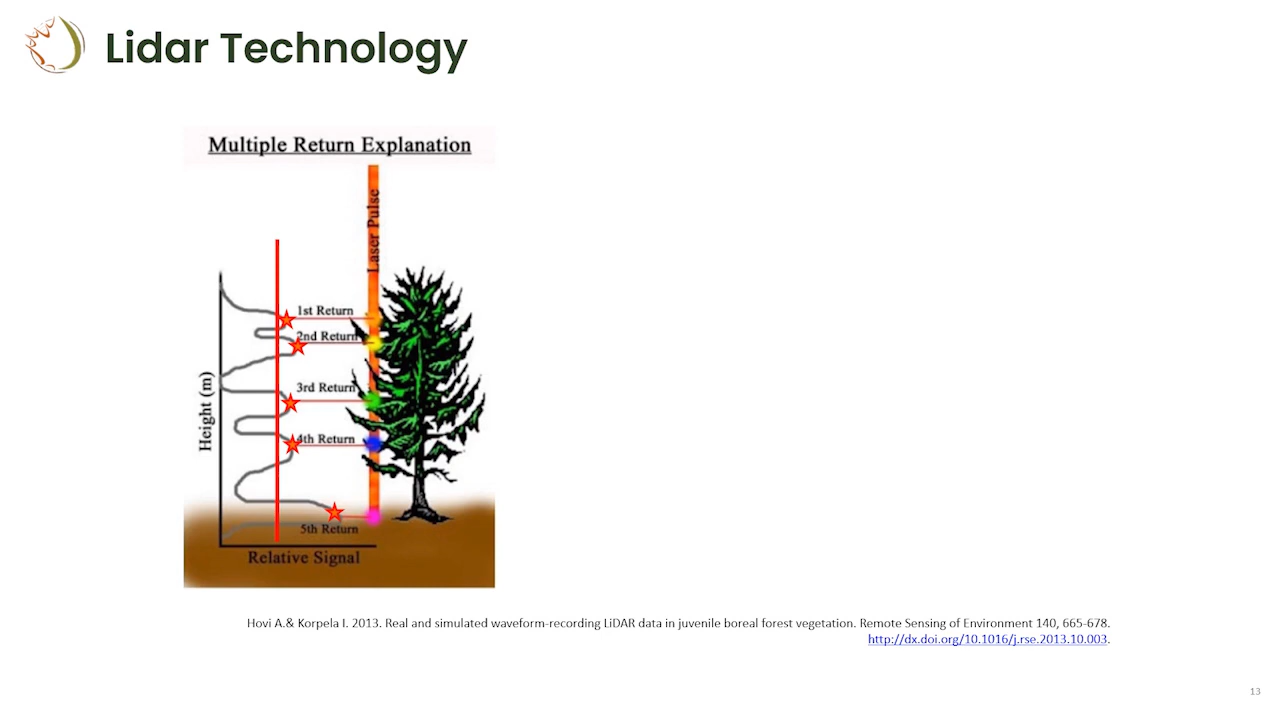 Lidar Technology
Multiple Return Explanation
Laser Pulse
1st Return
2nd Return
3rd Return
4th Return
5th Return
Height (m)
Relative Signal
Hovi A.& Korpela I. 2013. Real and simulated waveform-recording LiDAR data in juvenile boreal forest vegetation. Remote Sensing of Environment 140, 665-678.
http://dx.doi.org/10.1016/j.rse.2013.10.003.
13